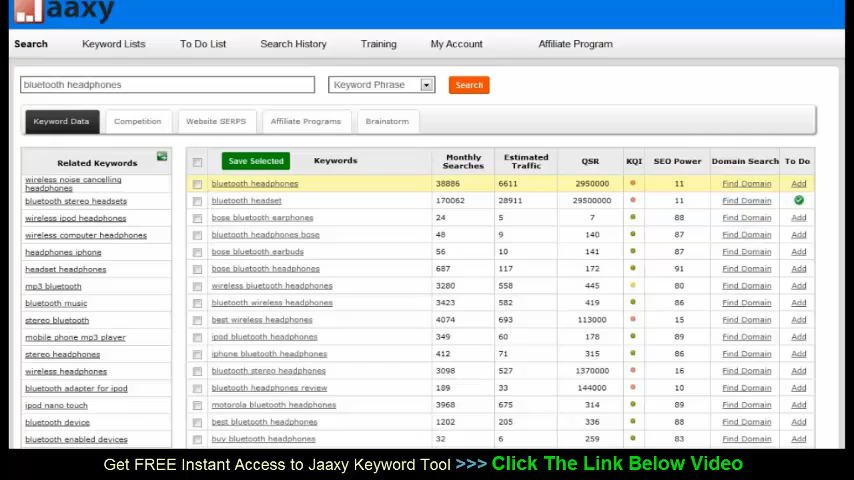 Jaaxy
Search Keyword Lists To Do List Search History Training My Account Affiliate Program
bluetooth headphones Keyword Phrase Search
Keyword Data Competition Website SERPS Affiliate Programs Brainstorm
Related Keywords
wireless noise cancelling
headphones
bluetooth stereo headsets
wireless ipod headphones
wireless computer headphones
headphones iphone
headset headphones
mp3 bluetooth
bluetooth music
stereo bluetooth
mobile phone mp3 player
stereo headphones
wireless headphones
bluetooth adapter for ipod
ipod nano touch
bluetooth device
bluetooth enabled devices
Save Selected Keywords Monthly Searches Estimated Traffic QSR KQI SEO Power Domain Search To Do
bluetooth headphones 38886 6611 2950000 11 Find Domain Add
bluetooth headset 170062 28911 29500000 11 Find Domain
bose bluetooth earphones 24 5 7 88 Find Domain Add
bluetooth headphones bose 48 9 140 87 Find Domain Add
bose bluetooth earbuds 56 10 141 87 Find Domain Add
bose bluetooth headphones 687 117 172 91 Find Domain Add
wireless bluetooth headphones 3280 558 445 80 Find Domain Add
bluetooth wireless headphones 3423 582 419 86 Find Domain Add
best wireless headphones 4074 693 113000 15 Find Domain Add
ipod bluetooth headphones 349 60 178 89 Find Domain Add
iphone bluetooth headphones 412 71 315 86 Find Domain Add
bluetooth stereo headphones 3098 527 1370000 16 Find Domain Add
bluetooth headphones review 189 33 144000 10 Find Domain Add
motorola bluetooth headphones 3968 675 314 89 Find Domain Add
best bluetooth headphones 1202 205 336 88 Find Domain Add
buy bluetooth headphones 32 6 259 83 Find Domain Add
Get FREE Instant Access to Jaaxy Keyword Tool >>> Click The Link Below Video